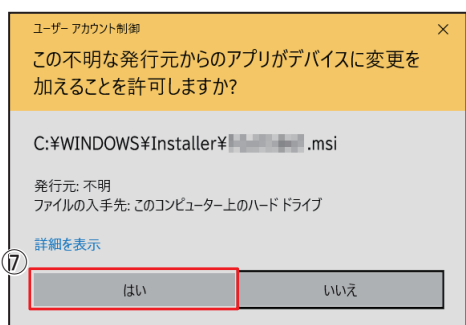 ユーザー アカウント制御
この不明な発行元からのアプリがデバイスに変更を
加えることを許可しますか?
C:¥WINDOWS¥Installer¥ .msi
発行元: 不明
ファイルの入手先: このコンピューター上のハード ドライブ
詳細を表示
⑰
はい
いいえ